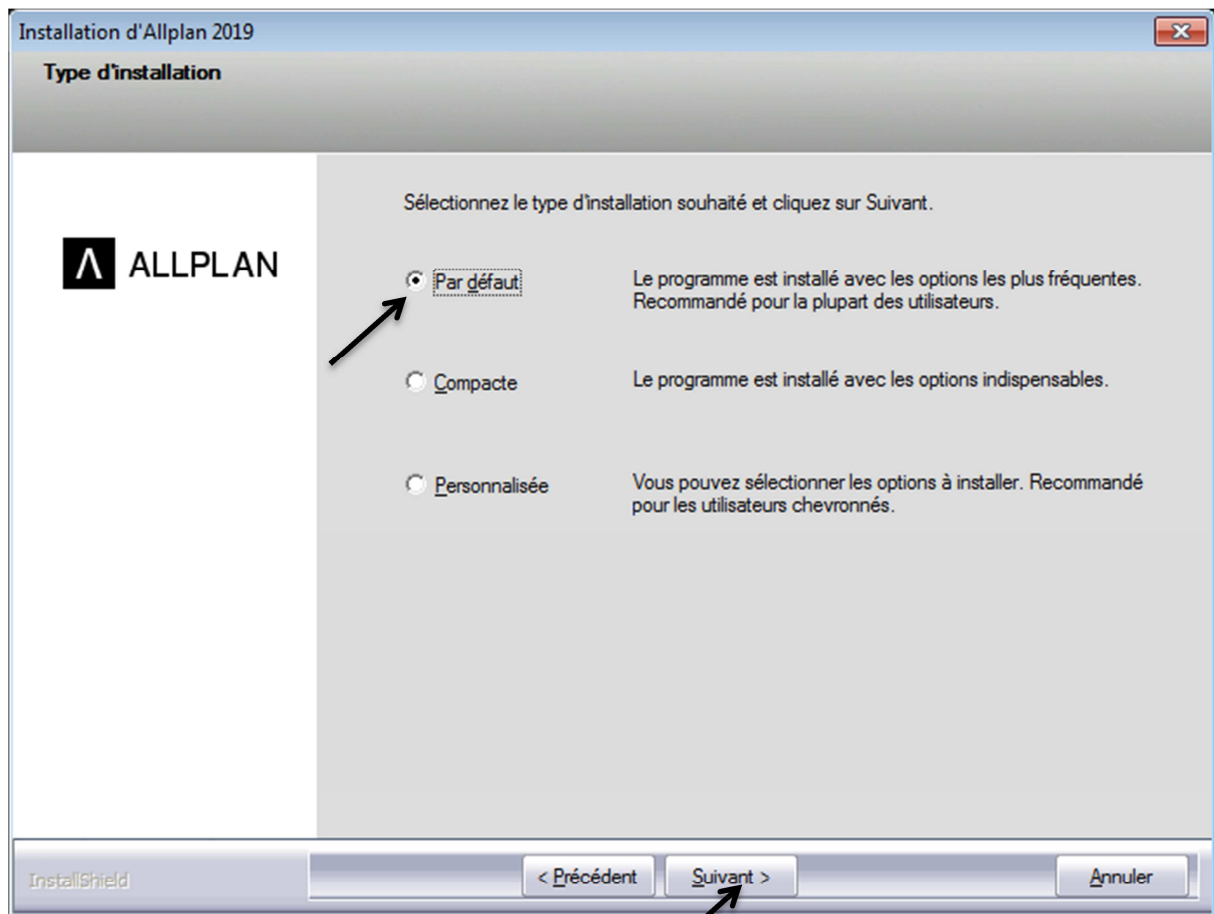 Installation d'Allplan 2019
Type d'installation
Sélectionnez le type d'installation souhaité et cliquez sur Suivant.
ALLPLAN
Par défaut
Le programme est installé avec les options les plus fréquentes.
Recommandé pour la plupart des utilisateurs.
Compacte
Le programme est installé avec les options indispensables.
Personnalisée
Vous pouvez sélectionner les options à installer. Recommandé
pour les utilisateurs chevronnés.
InstallShield
< Précédent
Suivant >
Annuler